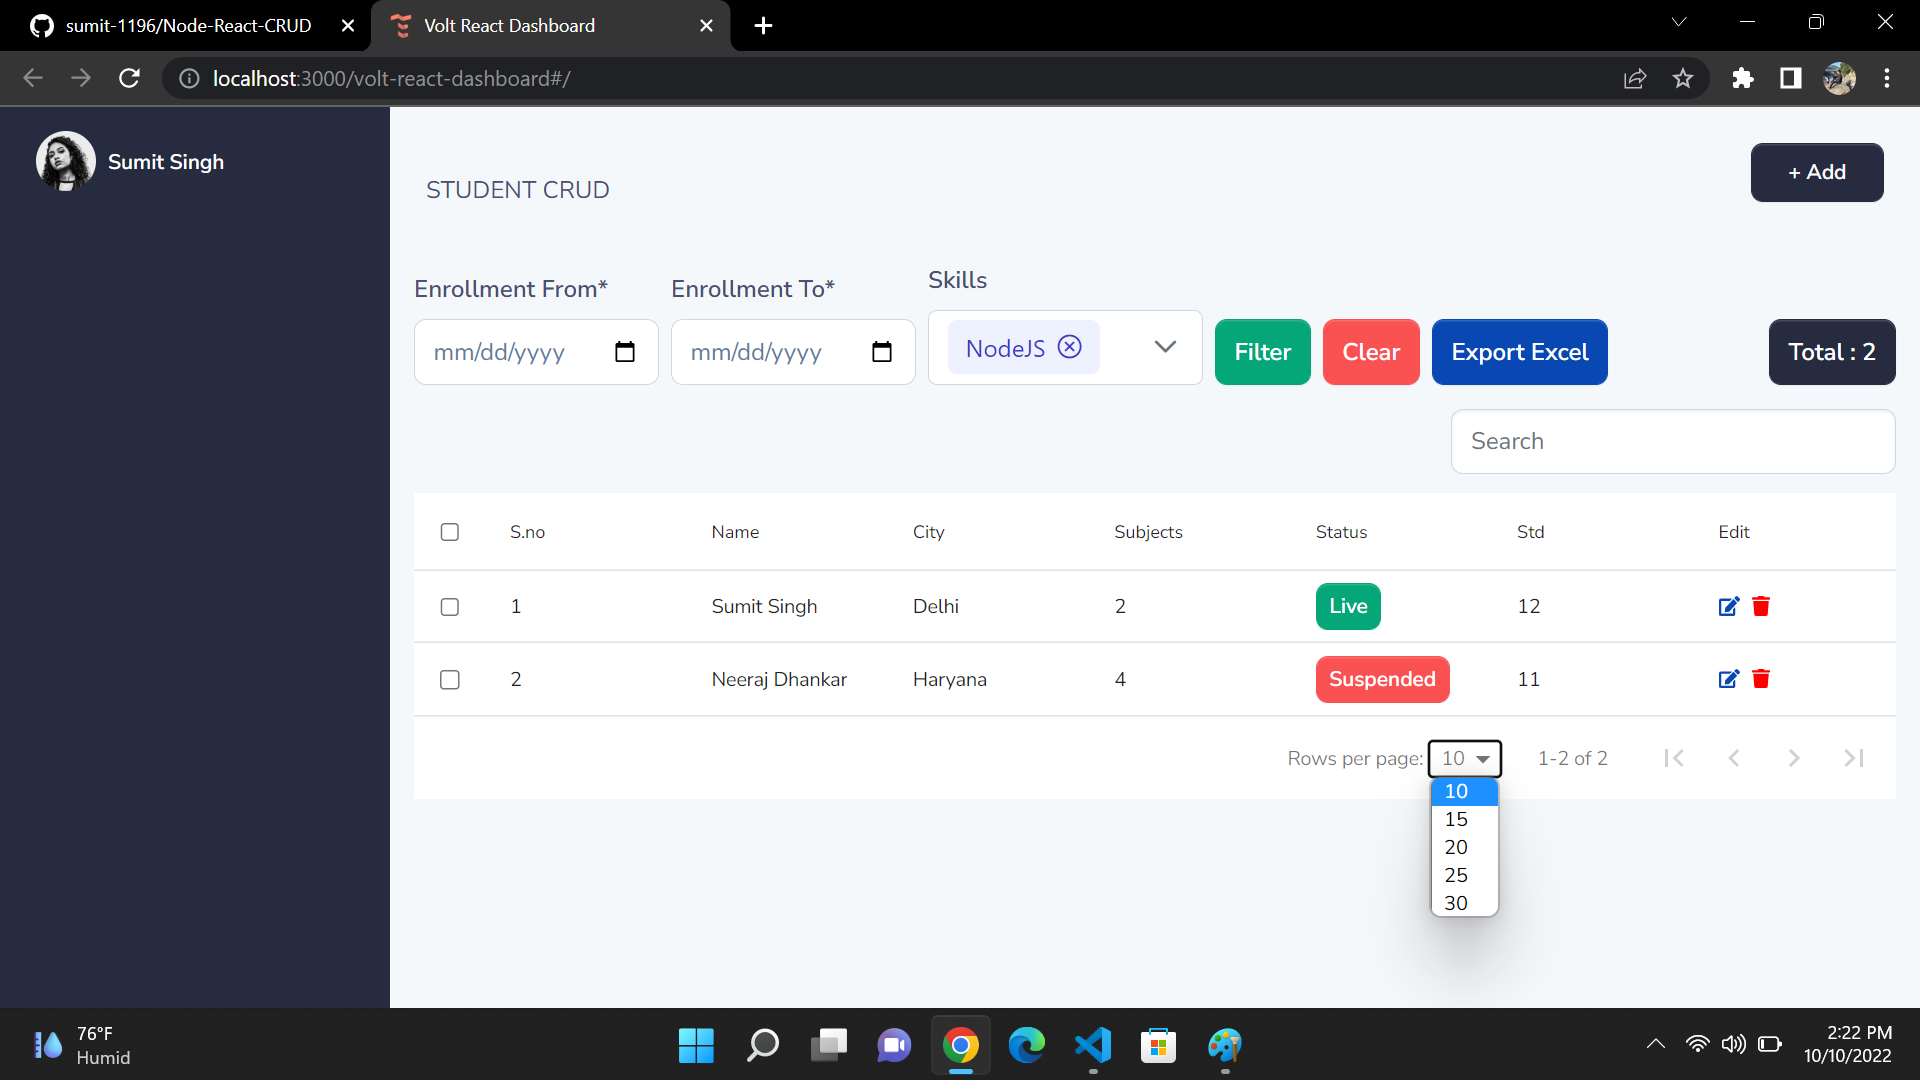 sumit-1196/Node-React-CRUD
Volt React Dashboard
localhost:3000/volt-react-dashboard#/
Sumit Singh
STUDENT CRUD
+ Add
Enrollment From*
Enrollment To*
Skills
mm/dd/yyyy
mm/dd/yyyy
NodeJS
Filter
Clear
Export Excel
Total : 2
Search
S.no Name City Subjects Status Std Edit
1 Sumit Singh Delhi 2 Live 12
2 Neeraj Dhankar Haryana 4 Suspended 11
Rows per page: 10 1-2 of 2
10
15
20
25
30
76°F
Humid
2:22 PM
10/10/2022